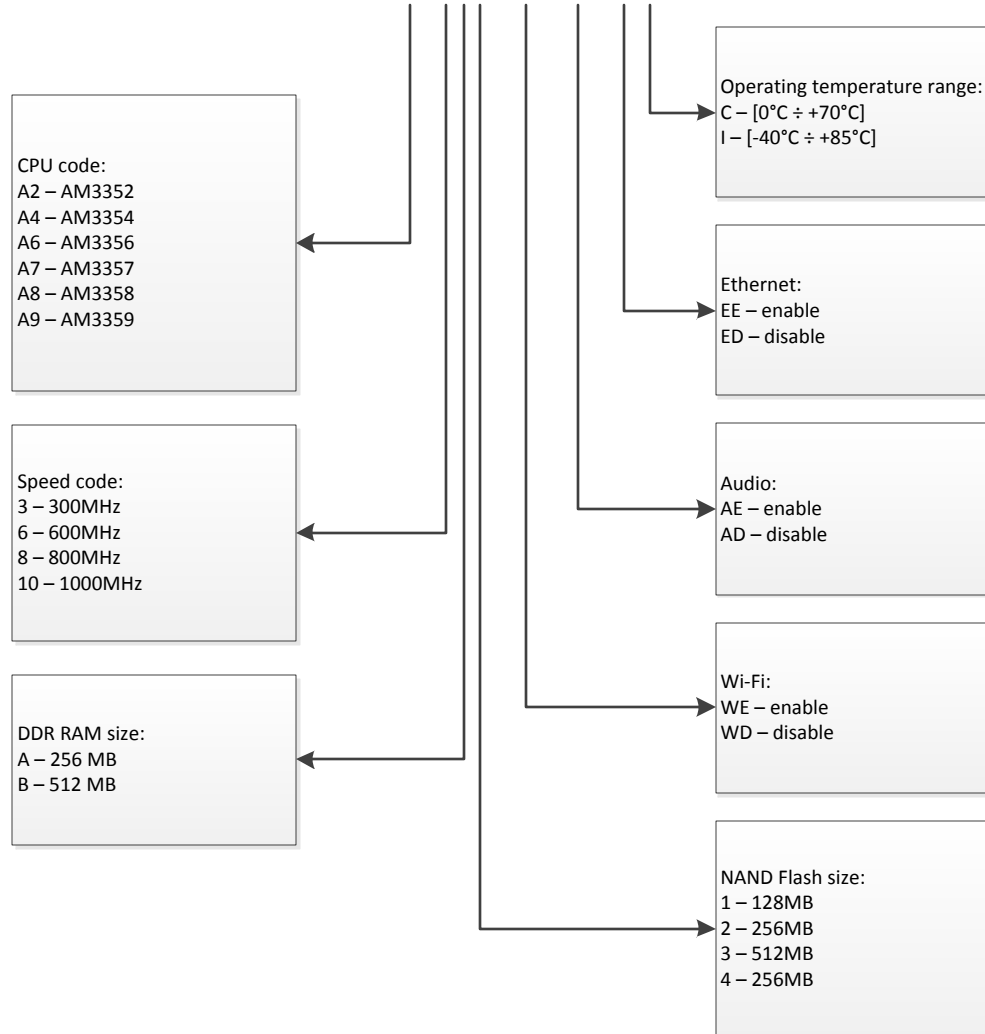 CPU code:
A2 – AM3352
A4 – AM3354
A6 – AM3356
A7 – AM3357
A8 – AM3358
A9 – AM3359
Speed code:
3 – 300MHz
6 – 600MHz
8 – 800MHz
10 – 1000MHz
DDR RAM size:
A – 256 MB
B – 512 MB
Operating temperature range:
C – [0°C ÷ +70°C]
I – [-40°C ÷ +85°C]
Ethernet:
EE – enable
ED – disable
Audio:
AE – enable
AD – disable
Wi-Fi:
WE – enable
WD – disable
NAND Flash size:
1 – 128MB
2 – 256MB
3 – 512MB
4 – 256MB